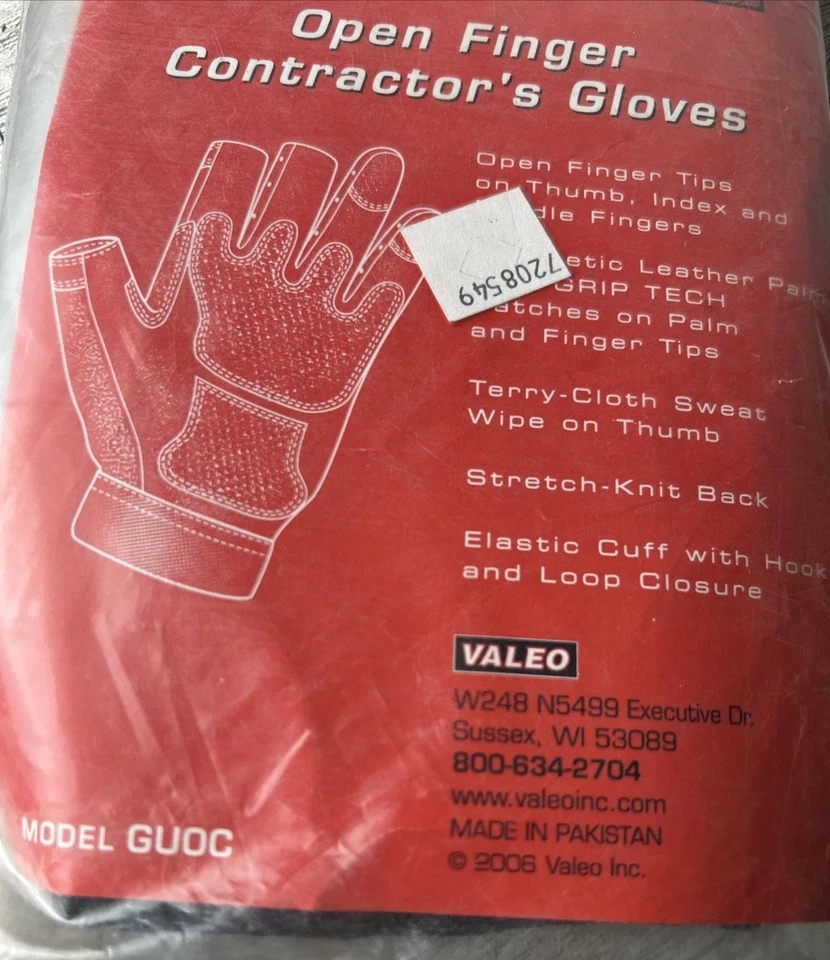 Open Finger
Contractor's Gloves
Open Finger Tips
on Thumb, Index and
dle Fingers
etic Leather Palm
GRIP TECH
atches on Palm
and Finger Tips
7208549
Terry-Cloth Sweat
Wipe on Thumb
Stretch-Knit Back
Elastic Cuff with Hook
and Loop Closure
VALEO
W248 N5499 Executive Dr.
Sussex, WI 53089
800-634-2704
www.valeoinc.com
MADE IN PAKISTAN
© 2006 Valeo Inc.
MODEL GUOC